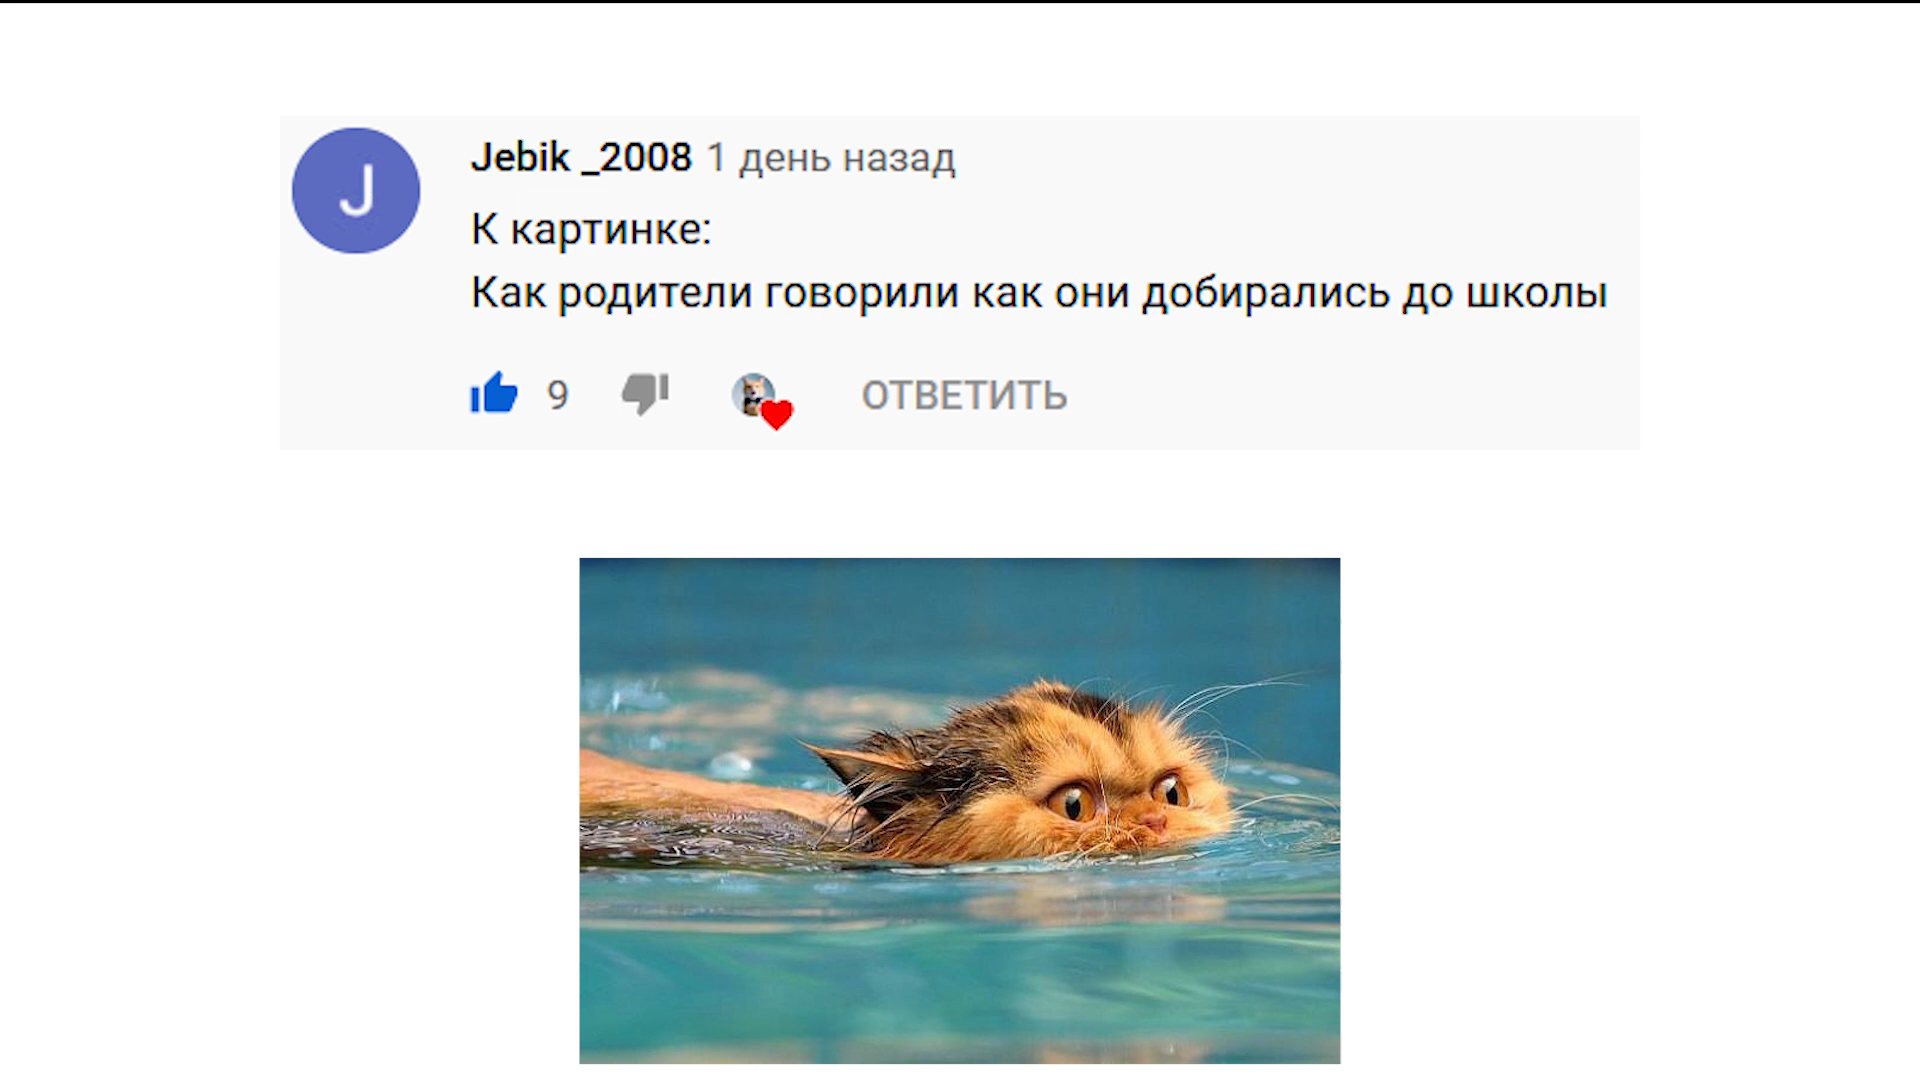 J
Jebik _2008 1 день назад
К картинке:
Как родители говорили как они добирались до школы
9 ОТВЕТИТЬ